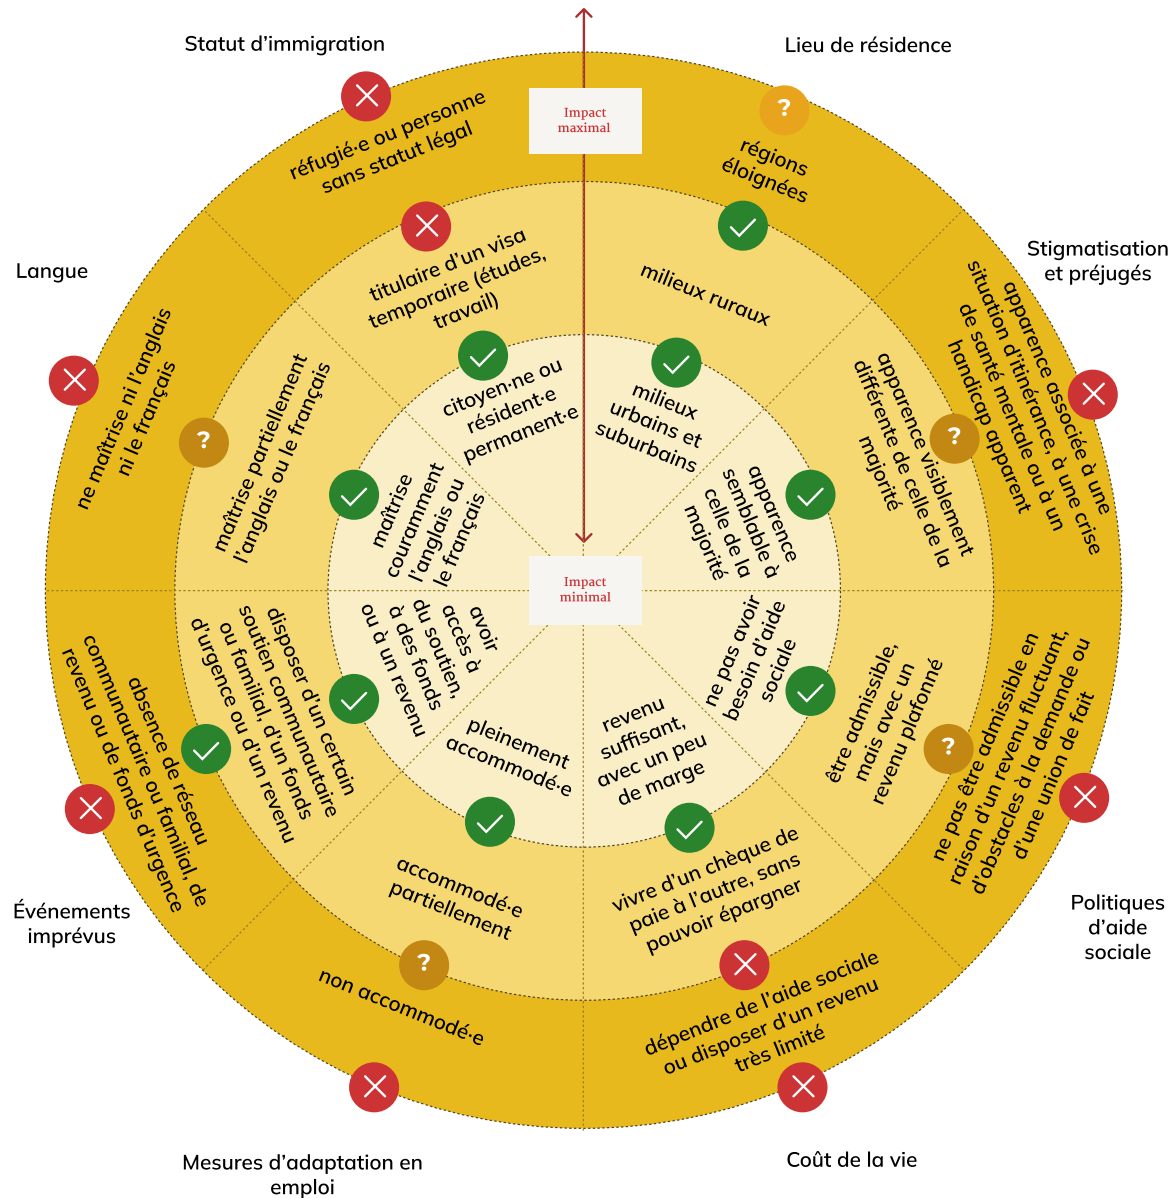 Statut d’immigration
réfugié·e ou personne
sans statut légal
titulaire d’un visa
temporaire (études,
travail)
citoyen·ne ou
résident·e
permanent·e
Impact
maximal
Impact
minimal
Lieu de résidence
?
régions
éloignées
milieux ruraux
milieux
urbains et
suburbains
Stigmatisation
et préjugés
apparence associée à une
situation d’itinérance, à une crise
de santé mentale ou à un
handicap apparent
?
apparence visiblement
différente de celle de la
majorité
apparence
semblable à
celle de la
majorité
Politiques
d’aide
sociale
ne pas être admissible en
raison d’un revenu fluctuant,
d’obstacles à la demande ou
d’une union de fait
?
être admissible,
mais avec un
revenu plafonné
ne pas avoir
besoin d’aide
sociale
Coût de la vie
dépendre de l’aide sociale
ou disposer d’un revenu
très limité
vivre d’un chèque de
paie à l’autre, sans
pouvoir épargner
revenu
suffisant,
avec un peu
de marge
Mesures d’adaptation en
emploi
non accommodé·e
?
accommodé·e
partiellement
pleinement
accommodé·e
Événements
imprévus
absence de réseau
communautaire ou familial, de
revenu ou de fonds d’urgence
disposer d’un certain
soutien communautaire
ou familial, d’un fonds
d’urgence ou d’un revenu
avoir
accès à
du soutien,
à des fonds
ou à un revenu
Langue
ne maîtrise ni l’anglais
ni le français
?
maîtrise partiellement
l’anglais ou le français
maîtrise
couramment
l’anglais ou
le français